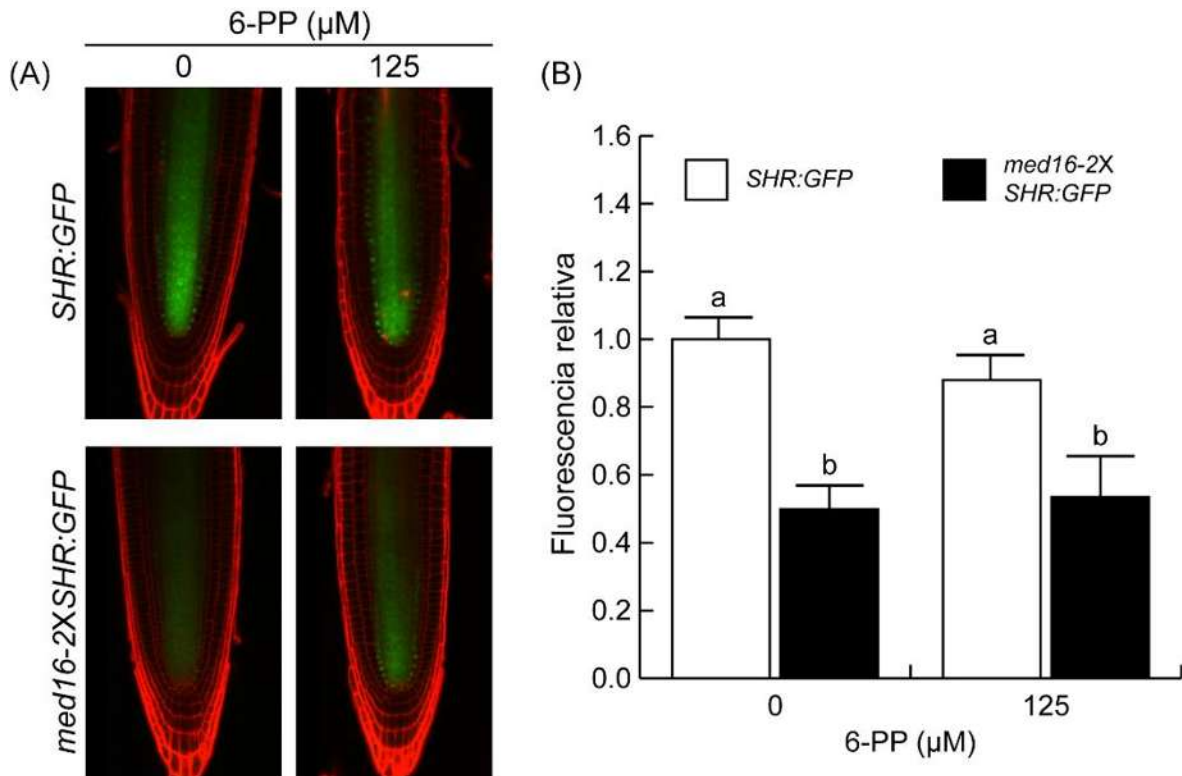 6-PP (µM)
(A)
0
125
SHR:GFP
med16-2XSHR:GFP
(B)
Fluorescencia relativa
1.6
1.4
1.2
1.0
0.8
0.6
0.4
0.2
0.0
SHR:GFP
med16-2X
SHR:GFP
a
b
a
b
0
125
6-PP (µM)